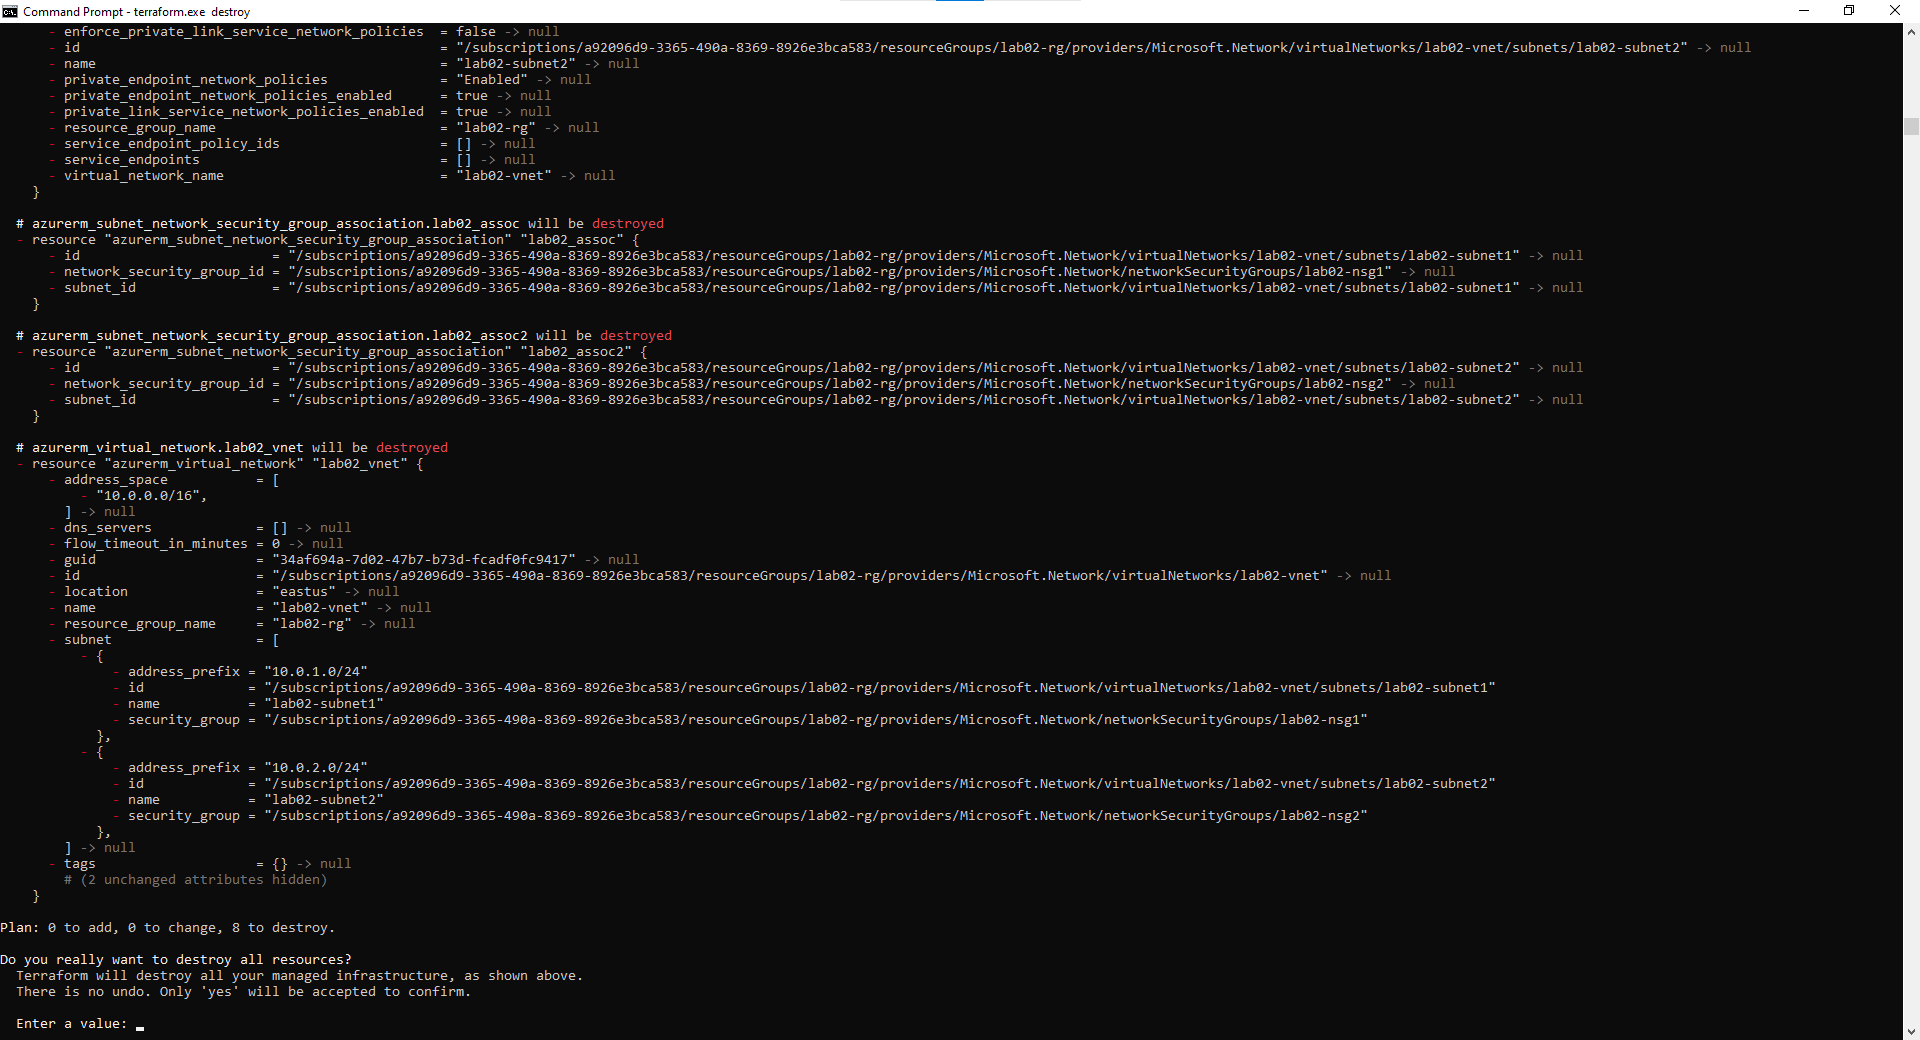 Command Prompt - terraform.exe  destroy
- enforce_private_link_service_network_policies  = false -> null
- id                                             = "/subscriptions/a92096d9-3365-490a-8369-8926e3bca583/resourceGroups/lab02-rg/providers/Microsoft.Network/virtualNetworks/lab02-vnet/subnets/lab02-subnet2" -> null
- name                                           = "lab02-subnet2" -> null
- private_endpoint_network_policies              = "Enabled" -> null
- private_endpoint_network_policies_enabled      = true -> null
- private_link_service_network_policies_enabled  = true -> null
- resource_group_name                            = "lab02-rg" -> null
- service_endpoint_policy_ids                    = [] -> null
- service_endpoints                              = [] -> null
- virtual_network_name                           = "lab02-vnet" -> null
}
# azurerm_subnet_network_security_group_association.lab02_assoc will be destroyed
- resource "azurerm_subnet_network_security_group_association" "lab02_assoc" {
- id                        = "/subscriptions/a92096d9-3365-490a-8369-8926e3bca583/resourceGroups/lab02-rg/providers/Microsoft.Network/virtualNetworks/lab02-vnet/subnets/lab02-subnet1" -> null
- network_security_group_id = "/subscriptions/a92096d9-3365-490a-8369-8926e3bca583/resourceGroups/lab02-rg/providers/Microsoft.Network/networkSecurityGroups/lab02-nsg1" -> null
- subnet_id                 = "/subscriptions/a92096d9-3365-490a-8369-8926e3bca583/resourceGroups/lab02-rg/providers/Microsoft.Network/virtualNetworks/lab02-vnet/subnets/lab02-subnet1" -> null
}
# azurerm_subnet_network_security_group_association.lab02_assoc2 will be destroyed
- resource "azurerm_subnet_network_security_group_association" "lab02_assoc2" {
- id                        = "/subscriptions/a92096d9-3365-490a-8369-8926e3bca583/resourceGroups/lab02-rg/providers/Microsoft.Network/virtualNetworks/lab02-vnet/subnets/lab02-subnet2" -> null
- network_security_group_id = "/subscriptions/a92096d9-3365-490a-8369-8926e3bca583/resourceGroups/lab02-rg/providers/Microsoft.Network/networkSecurityGroups/lab02-nsg2" -> null
- subnet_id                 = "/subscriptions/a92096d9-3365-490a-8369-8926e3bca583/resourceGroups/lab02-rg/providers/Microsoft.Network/virtualNetworks/lab02-vnet/subnets/lab02-subnet2" -> null
}
# azurerm_virtual_network.lab02_vnet will be destroyed
- resource "azurerm_virtual_network" "lab02_vnet" {
- address_space           = [
- "10.0.0.0/16",
] -> null
- dns_servers             = [] -> null
- flow_timeout_in_minutes = 0 -> null
- guid                    = "34af694a-7d02-47b7-b73d-fcadf0fc9417" -> null
- id                      = "/subscriptions/a92096d9-3365-490a-8369-8926e3bca583/resourceGroups/lab02-rg/providers/Microsoft.Network/virtualNetworks/lab02-vnet" -> null
- location                = "eastus" -> null
- name                    = "lab02-vnet" -> null
- resource_group_name     = "lab02-rg" -> null
- subnet                  = [
- {
- address_prefix = "10.0.1.0/24"
- id             = "/subscriptions/a92096d9-3365-490a-8369-8926e3bca583/resourceGroups/lab02-rg/providers/Microsoft.Network/virtualNetworks/lab02-vnet/subnets/lab02-subnet1"
- name           = "lab02-subnet1"
- security_group = "/subscriptions/a92096d9-3365-490a-8369-8926e3bca583/resourceGroups/lab02-rg/providers/Microsoft.Network/networkSecurityGroups/lab02-nsg1"
},
- {
- address_prefix = "10.0.2.0/24"
- id             = "/subscriptions/a92096d9-3365-490a-8369-8926e3bca583/resourceGroups/lab02-rg/providers/Microsoft.Network/virtualNetworks/lab02-vnet/subnets/lab02-subnet2"
- name           = "lab02-subnet2"
- security_group = "/subscriptions/a92096d9-3365-490a-8369-8926e3bca583/resourceGroups/lab02-rg/providers/Microsoft.Network/networkSecurityGroups/lab02-nsg2"
},
] -> null
- tags                    = {} -> null
# (2 unchanged attributes hidden)
}
Plan: 0 to add, 0 to change, 8 to destroy.
Do you really want to destroy all resources?
Terraform will destroy all your managed infrastructure, as shown above.
There is no undo. Only 'yes' will be accepted to confirm.
Enter a value: